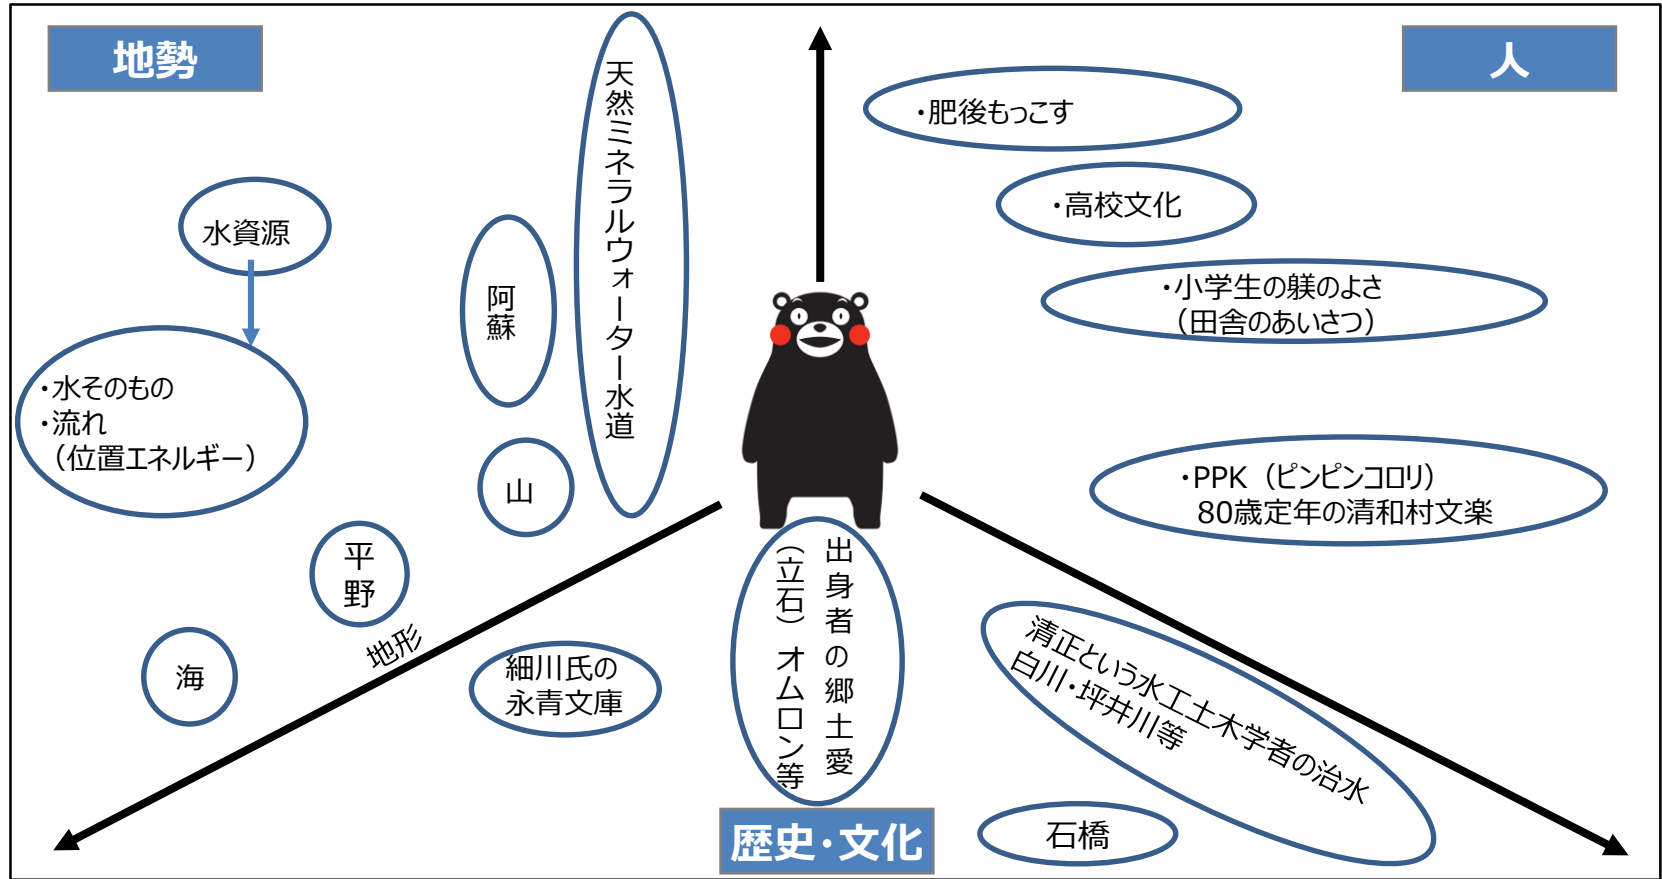 地勢
人
天然ミネラルウォーター水道
・肥後もっこす
・高校文化
水資源
阿蘇
・小学生の躾のよさ
（田舎のあいさつ）
・水そのもの
・流れ
（位置エネルギー）
山
・PPK（ピンピンコロリ）
80歳定年の清和村文楽
平野
海
地形
細川氏の
永青文庫
出身者の郷土愛
（立石）オムロン等
清正という水工土木学者の治水
白川・坪井川等
石橋
歴史・文化